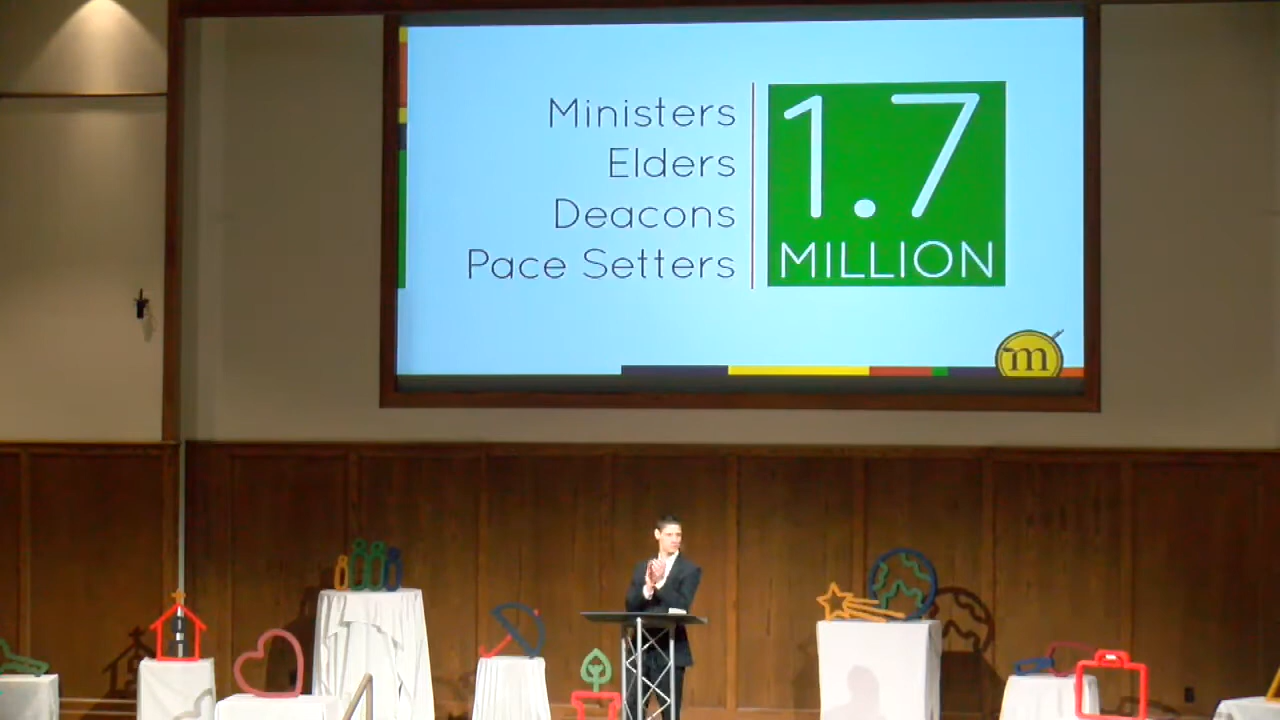 Ministers
Elders
Deacons
Pace Setters
1.7
MILLION
m